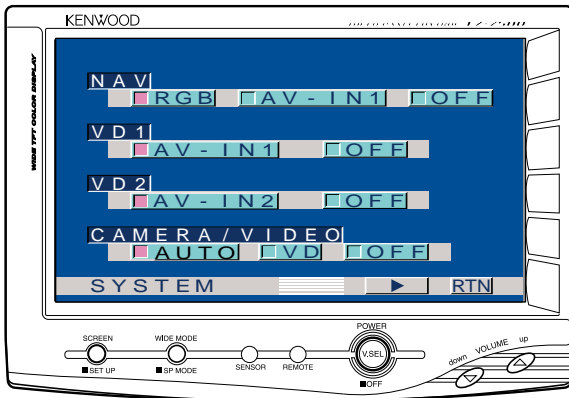 KENWOOD
WIDE TFT COLOR DISPLAY
NAV
RGB AV-IN1 OFF
VD1
AV-IN1 OFF
VD2
AV-IN2 OFF
CAMERA/VIDEO
AUTO VD OFF
SYSTEM ▶ RTN
SCREEN WIDE MODE POWER
■SET UP ■SP MODE SENSOR REMOTE V.SEL down VOLUME up
■OFF